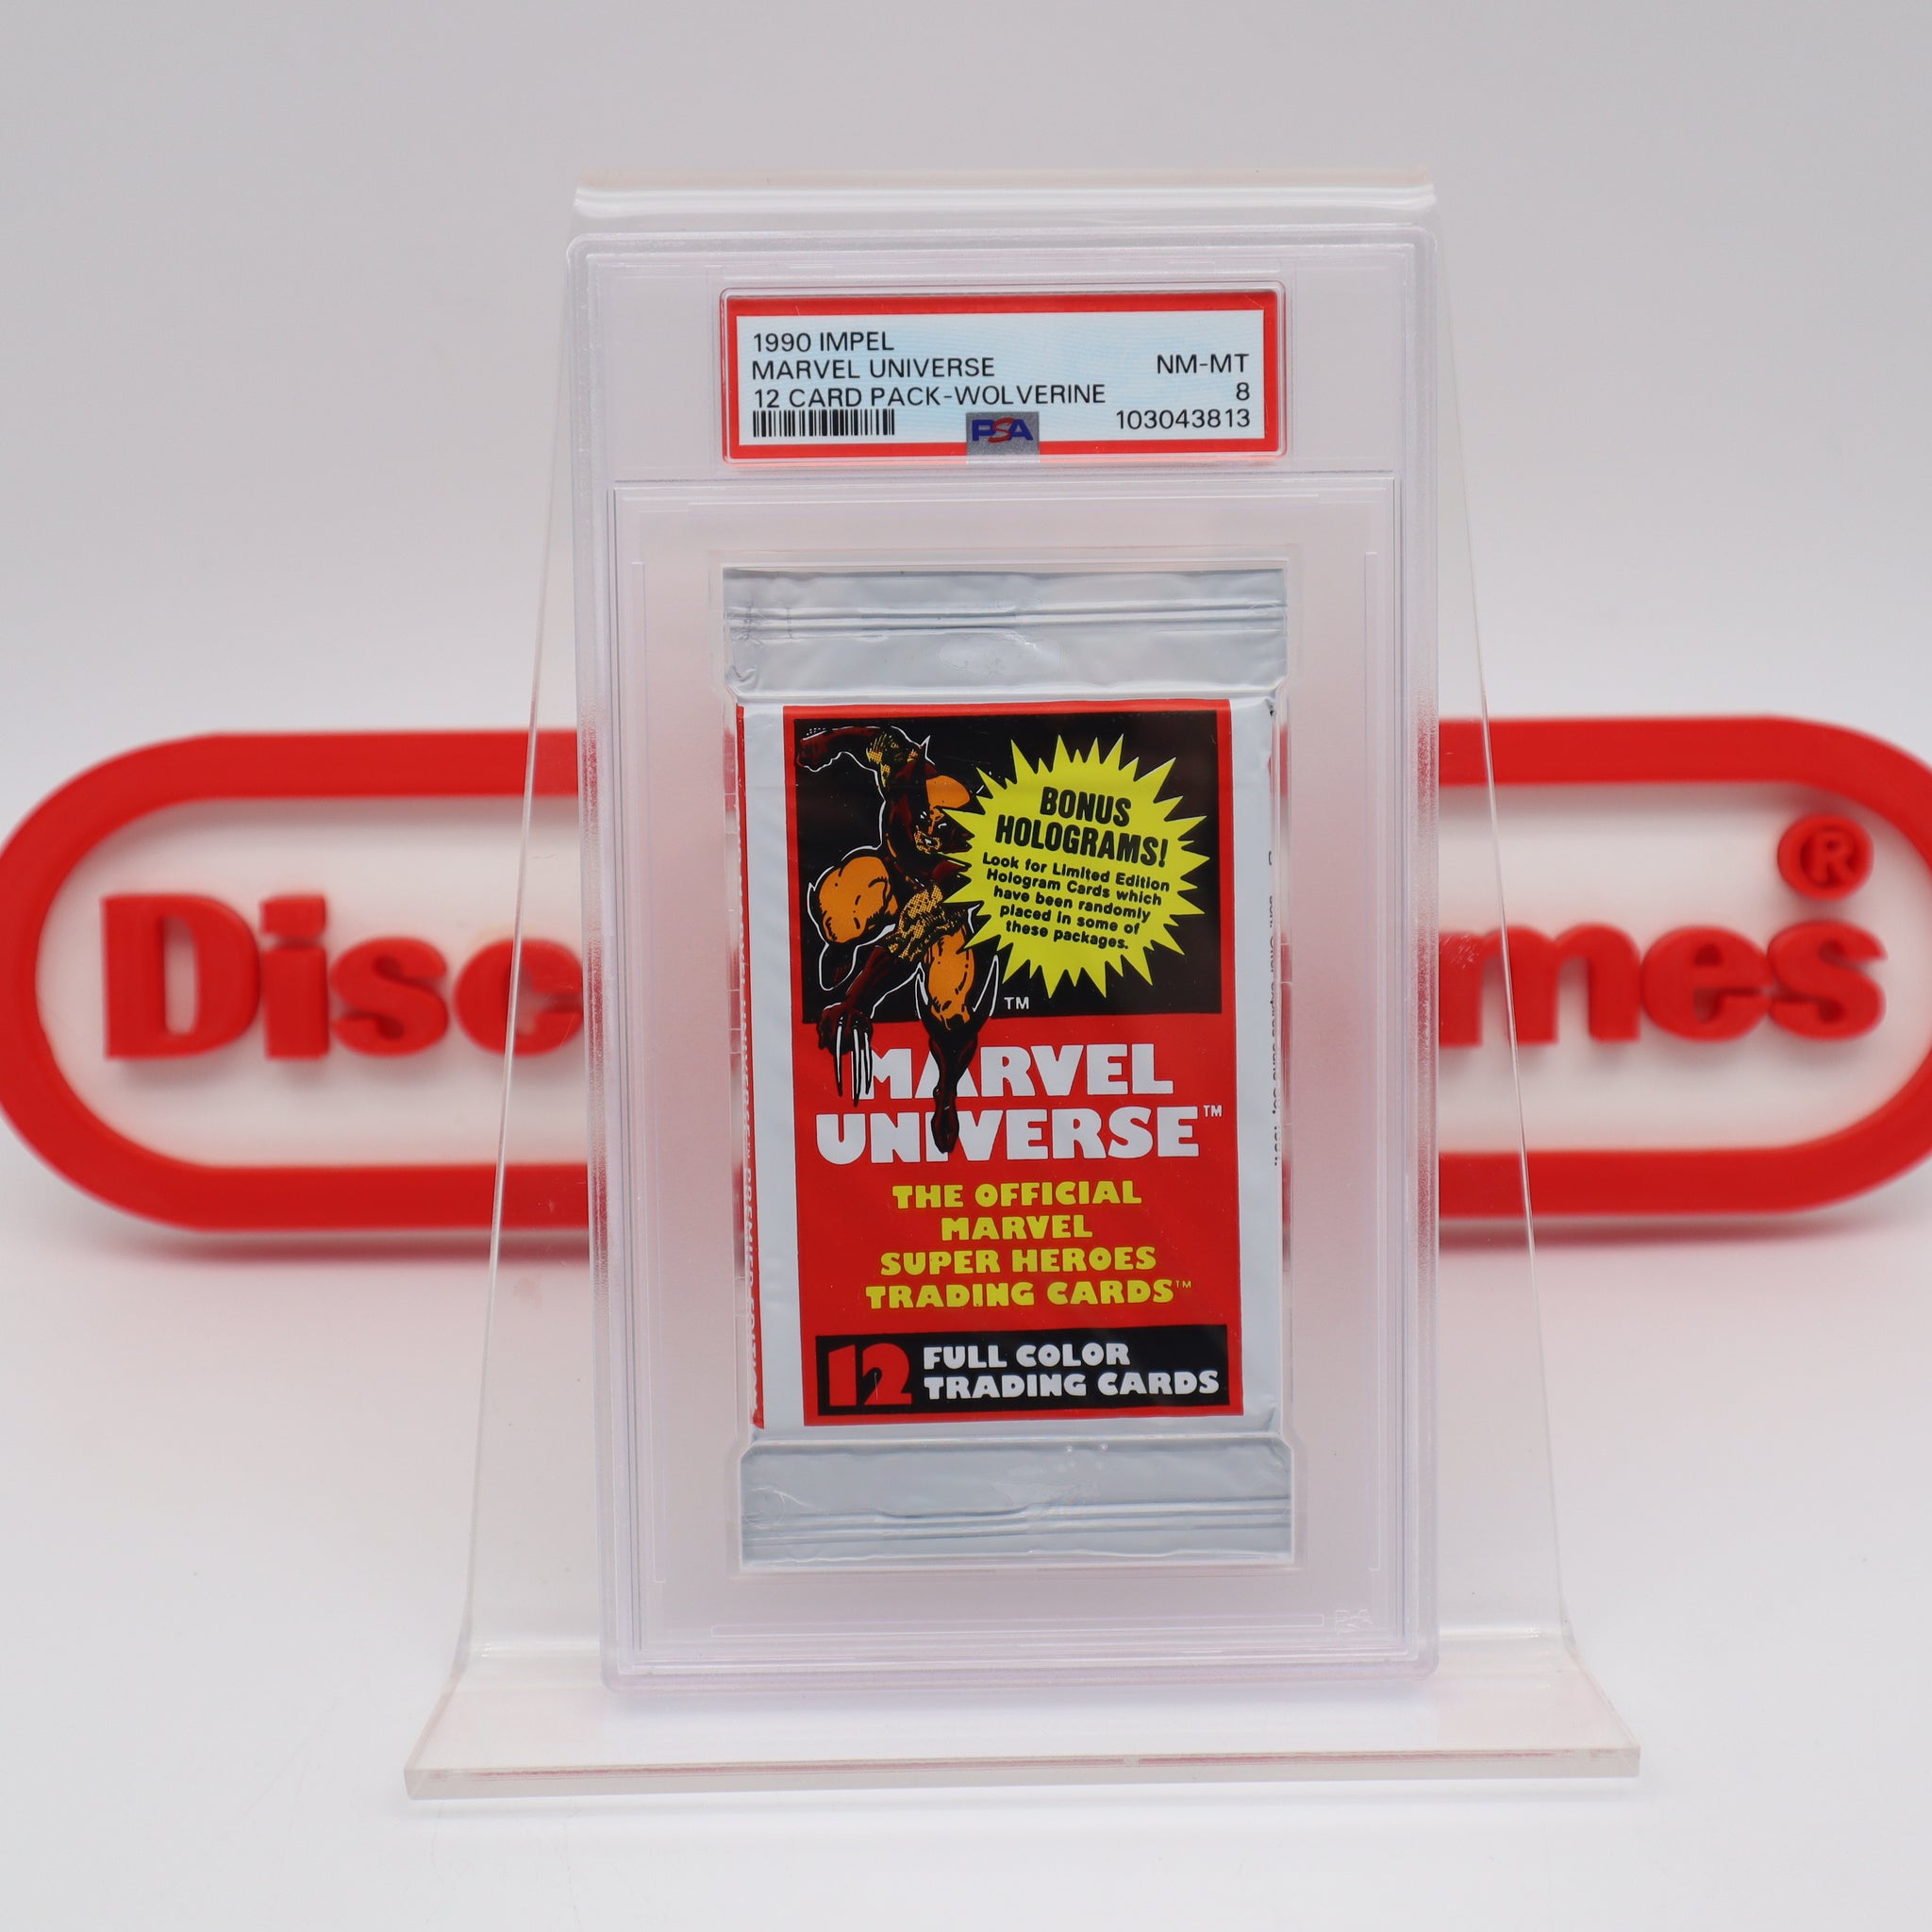 1990 IMPEL
MARVEL UNIVERSE
12 CARD PACK-WOLVERINE
NM-MT
8
103043813
PSA
BONUS
HOLOGRAMS!
Look for Limited Edition
Hologram Cards which
have been randomly
placed in some of
these packages.
TM
MARVEL
UNIVERSE™
THE OFFICIAL
MARVEL
SUPER HEROES
TRADING CARDS™
12 FULL COLOR
TRADING CARDS
Disc
mes®
PSA